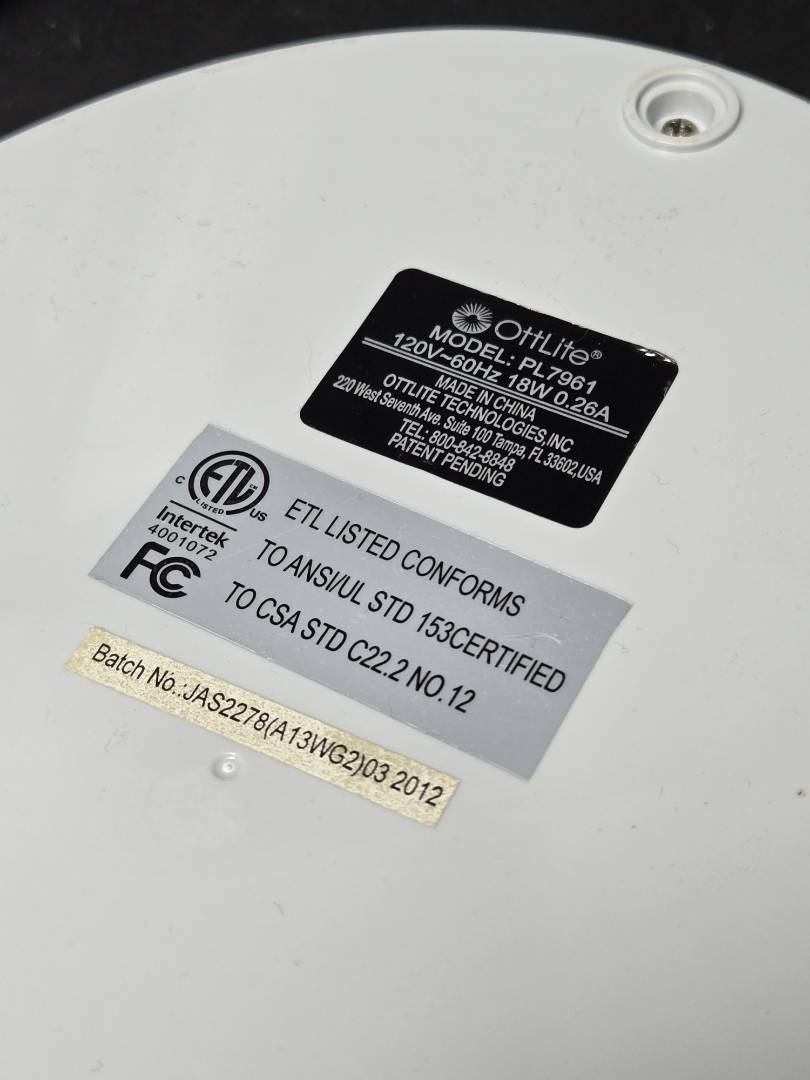 OttLite®
MODEL: PL7961
120V~60Hz 18W 0.26A
MADE IN CHINA
OTTLITE TECHNOLOGIES,INC
220 West Seventh Ave. Suite 100 Tampa, FL 33602,USA
TEL: 800-842-8848
PATENT PENDING
C ETL US
LISTED
Intertek
4001072
FC
ETL LISTED CONFORMS
TO ANSI/UL STD 153CERTIFIED
TO CSA STD C22.2 NO.12
Batch No.:JAS2278(A13WG2)03 2012